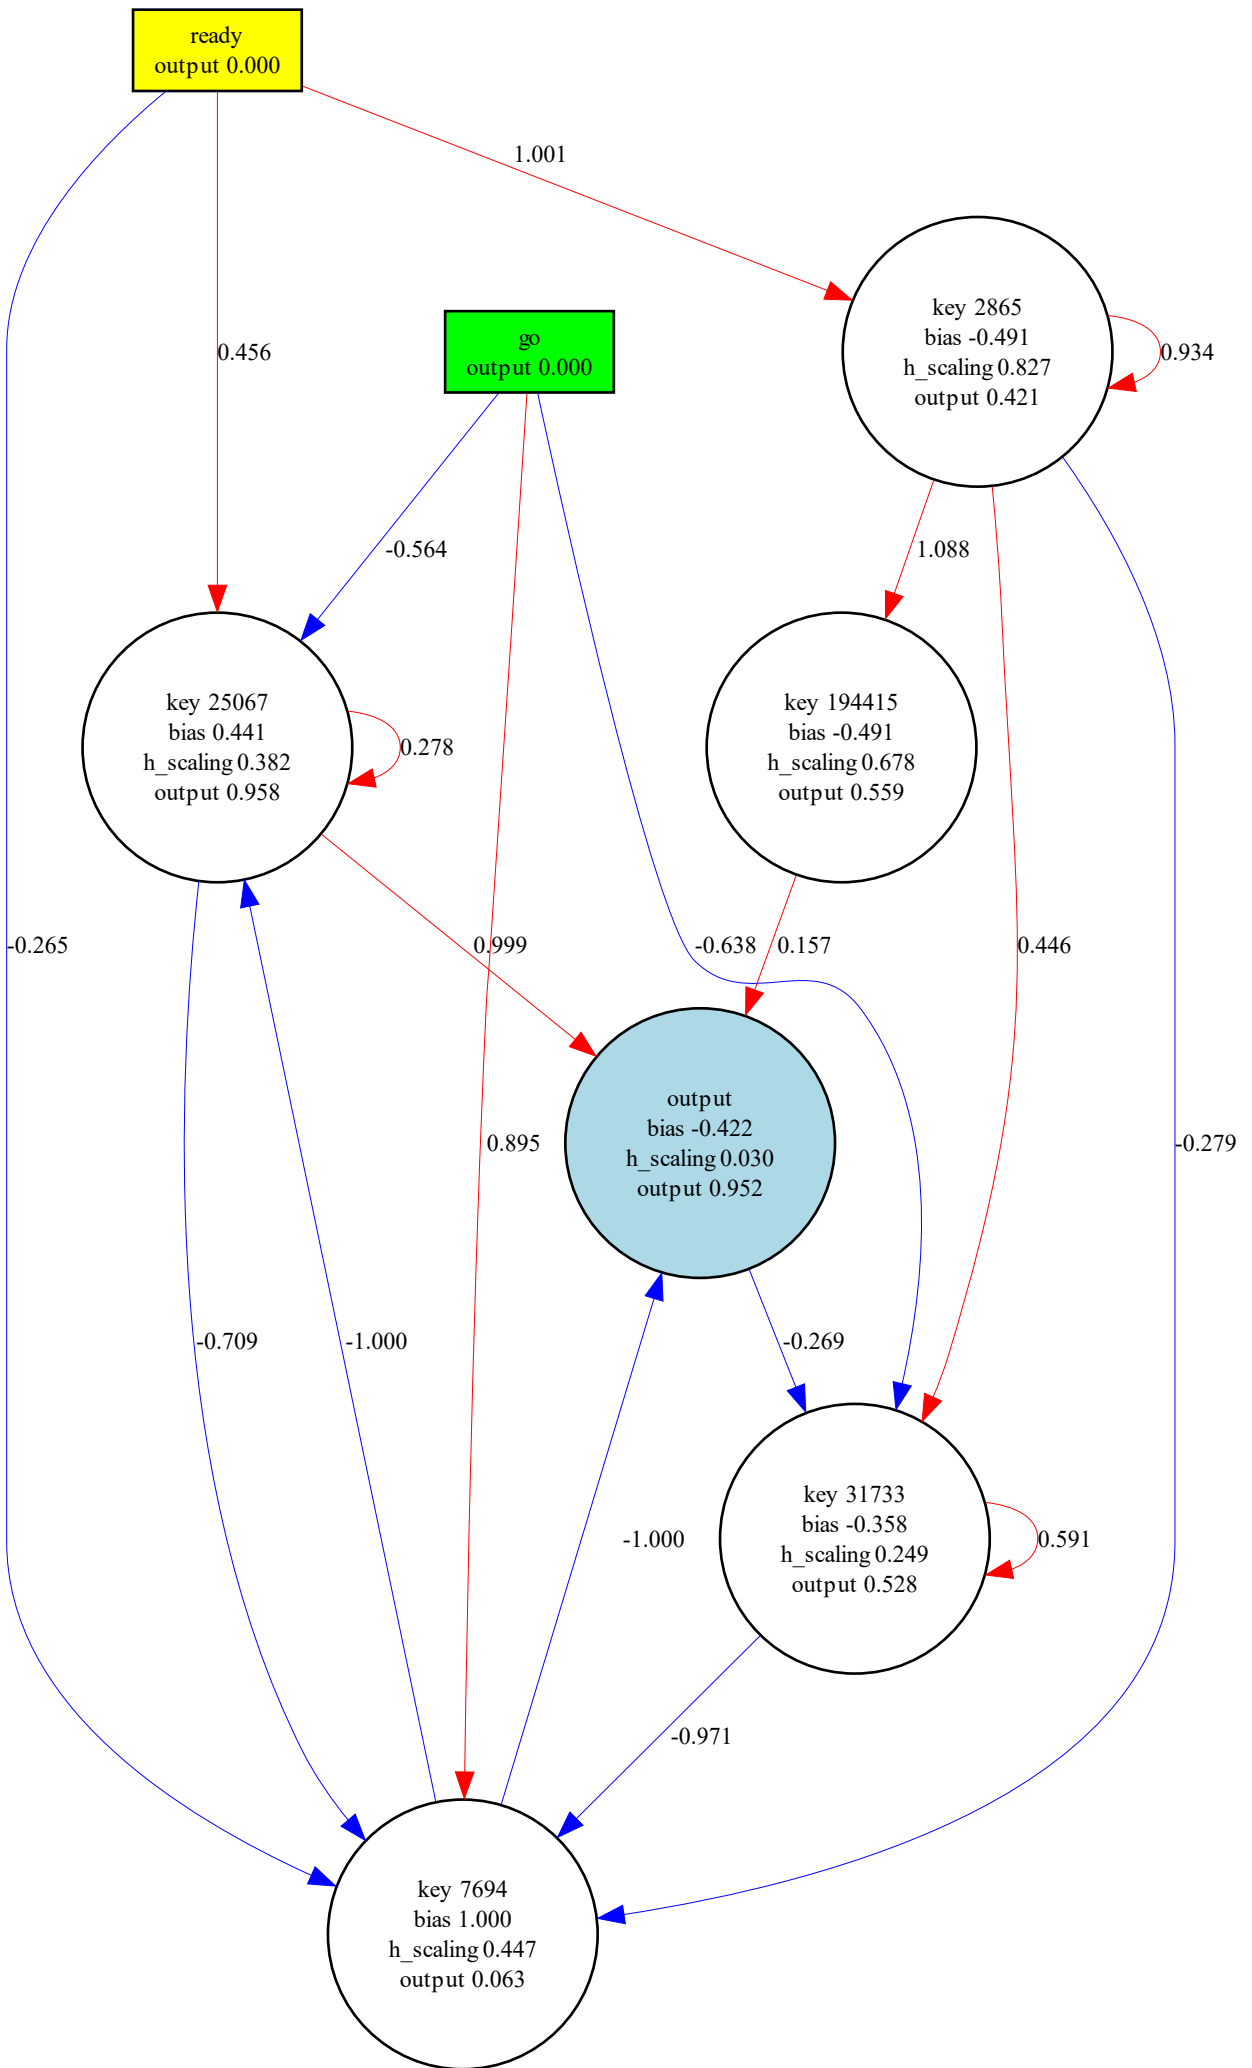 ready
output 0.000
1.001
go
output 0.000
0.456
key 2865
bias -0.491
h_scaling 0.827
output 0.421
0.934
-0.564
1.088
key 25067
bias 0.441
h_scaling 0.382
output 0.958
0.278
key 194415
bias -0.491
h_scaling 0.678
output 0.559
-0.265
0.999
-0.638
0.157
0.446
output
bias -0.422
h_scaling 0.030
output 0.952
0.895
-0.279
-0.709
-1.000
-0.269
-1.000
key 31733
bias -0.358
h_scaling 0.249
output 0.528
0.591
-0.971
key 7694
bias 1.000
h_scaling 0.447
output 0.063